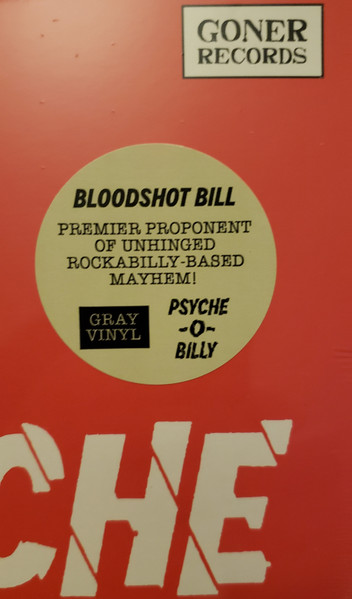 GONER
RECORDS
BLOODSHOT BILL
PREMIER PROPONENT
OF UNHINGED
ROCKABILLY-BASED
MAYHEM!
GRAY
VINYL
PSYCHE
-O-
BILLY
CHE